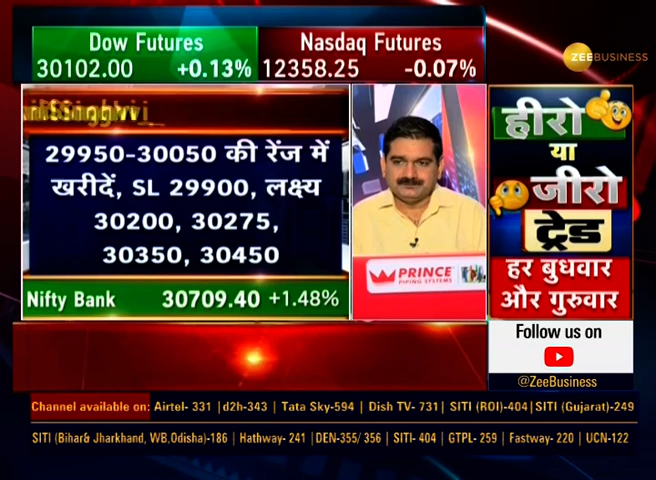 Dow Futures
30102.00 +0.13%
Nasdaq Futures
12358.25 -0.07%
ZEEBUSINESS
29950-30050 की रेंज में
खरीदें, SL 29900, लक्ष्य
30200, 30275,
30350, 30450
Nifty Bank 30709.40 +1.48%
PRINCE
PIPING SYSTEMS
हीरो
या
जीरो
ट्रेड
हर बुधवार
और गुरुवार
Follow us on
@ZeeBusiness
Channel available on: Airtel- 331 | d2h-343 | Tata Sky-594 | Dish TV- 731| SITI (ROI)-404| SITI (Gujarat)-249
SITI (Bihar& Jharkhand, WB,Odisha)-186 | Hathway- 241 |DEN-355/ 356 | SITI- 404 | GTPL- 259 | Fastway- 220 | UCN-122